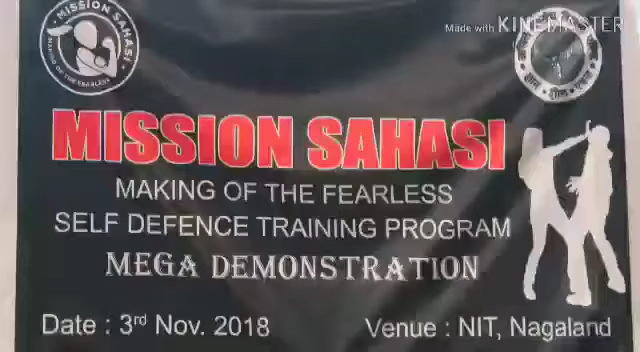 Made with KINEMASTER
MISSION SAHASI
MAKING OF THE FEARLESS
MISSION SAHASI
MAKING OF THE FEARLESS
SELF DEFENCE TRAINING PROGRAM
MEGA DEMONSTRATION
Date : 3rd Nov. 2018
Venue : NIT, Nagaland